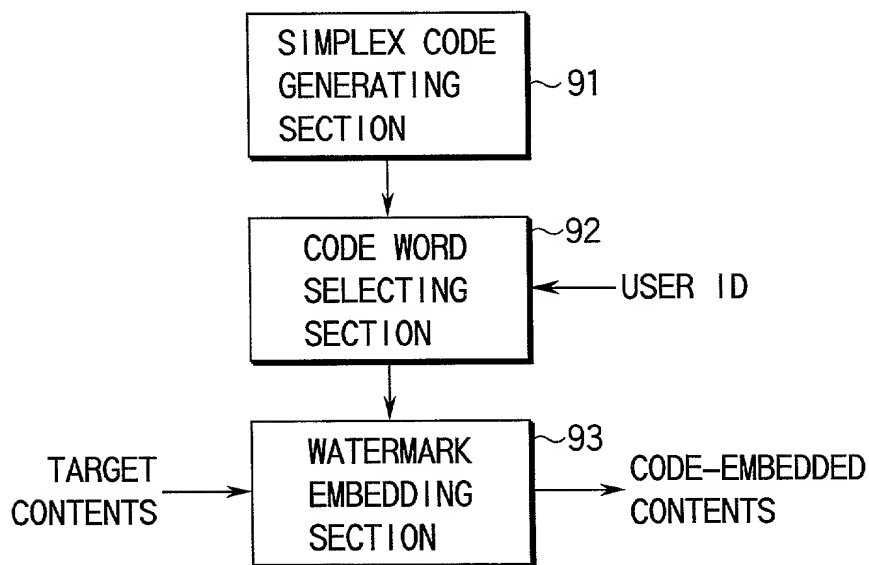 SIMPLEX CODE
GENERATING
SECTION
91
CODE WORD
SELECTING
SECTION
92
USER ID
TARGET
CONTENTS
WATERMARK
EMBEDDING
SECTION
93
CODE-EMBEDDED
CONTENTS